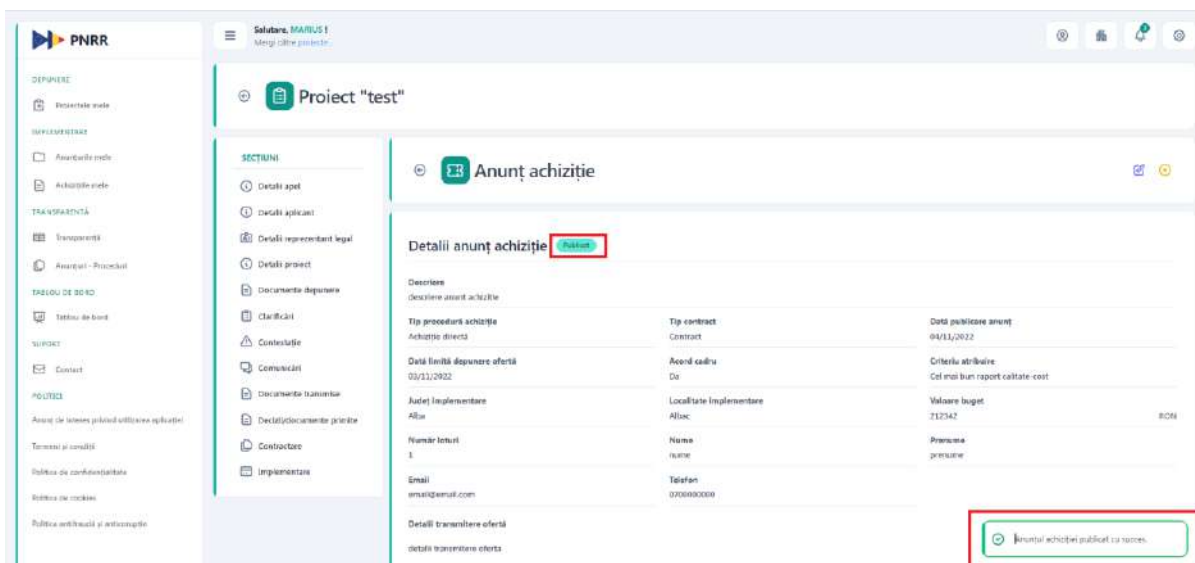 PNRR
Salutare, MARIUS !
Mergi către proiecte.
DEPUNERE
Proiectele mele
IMPLEMENTARE
Anunțurile mele
Achizițiile mele
TRANSPARENȚĂ
Transparență
Anunțuri - Proceduri
TABLOU DE BORD
Tablou de bord
SUPORT
Contact
POLITICI
Anunț de interes privind utilizarea aplicației
Termeni și condiții
Politica de confidențialitate
Politica de cookies
Politica antifraudă și anticorupție
Proiect "test"
SECȚIUNI
Detalii apel
Detalii aplicant
Detalii reprezentant legal
Detalii proiect
Documente depunere
Clarificări
Contestație
Comunicări
Documente transmise
Decizii/documente primite
Contractare
Implementare
Anunț achiziție
Detalii anunț achiziție Publicat
Descriere
descriere anunt achizitie
Tip procedură achiziție Tip contract Dată publicare anunț
Achiziție directă Contract 04/11/2022
Dată limită depunere ofertă Acord cadru Criteriu atribuire
03/11/2022 Da Cel mai bun raport calitate-cost
Județ implementare Localitate implementare Valoare buget
Alba Albac 212342 RON
Număr loturi Nume Prenume
1 nume prenume
Email Telefon
email@email.com 0700000000
Detalii transmitere ofertă
detalii transmitere oferta
Anunțul achiziției publicat cu succes.